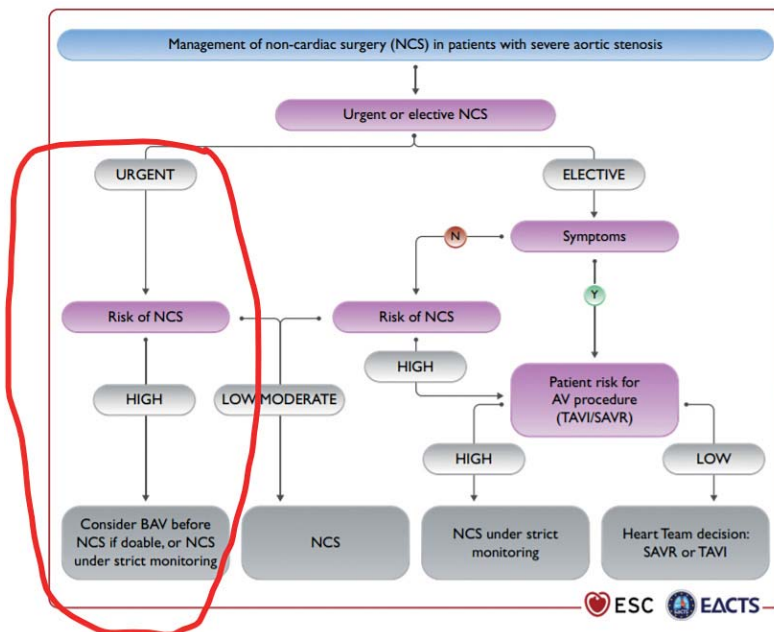 Management of non-cardiac surgery (NCS) in patients with severe aortic stenosis
Urgent or elective NCS
URGENT
ELECTIVE
N
Symptoms
Y
Risk of NCS
Risk of NCS
HIGH
HIGH
LOW MODERATE
Patient risk for
AV procedure
(TAVI/SAVR)
HIGH
LOW
Consider BAV before
NCS if doable, or NCS
under strict monitoring
NCS
NCS under strict
monitoring
Heart Team decision:
SAVR or TAVI
ESC
EACTS